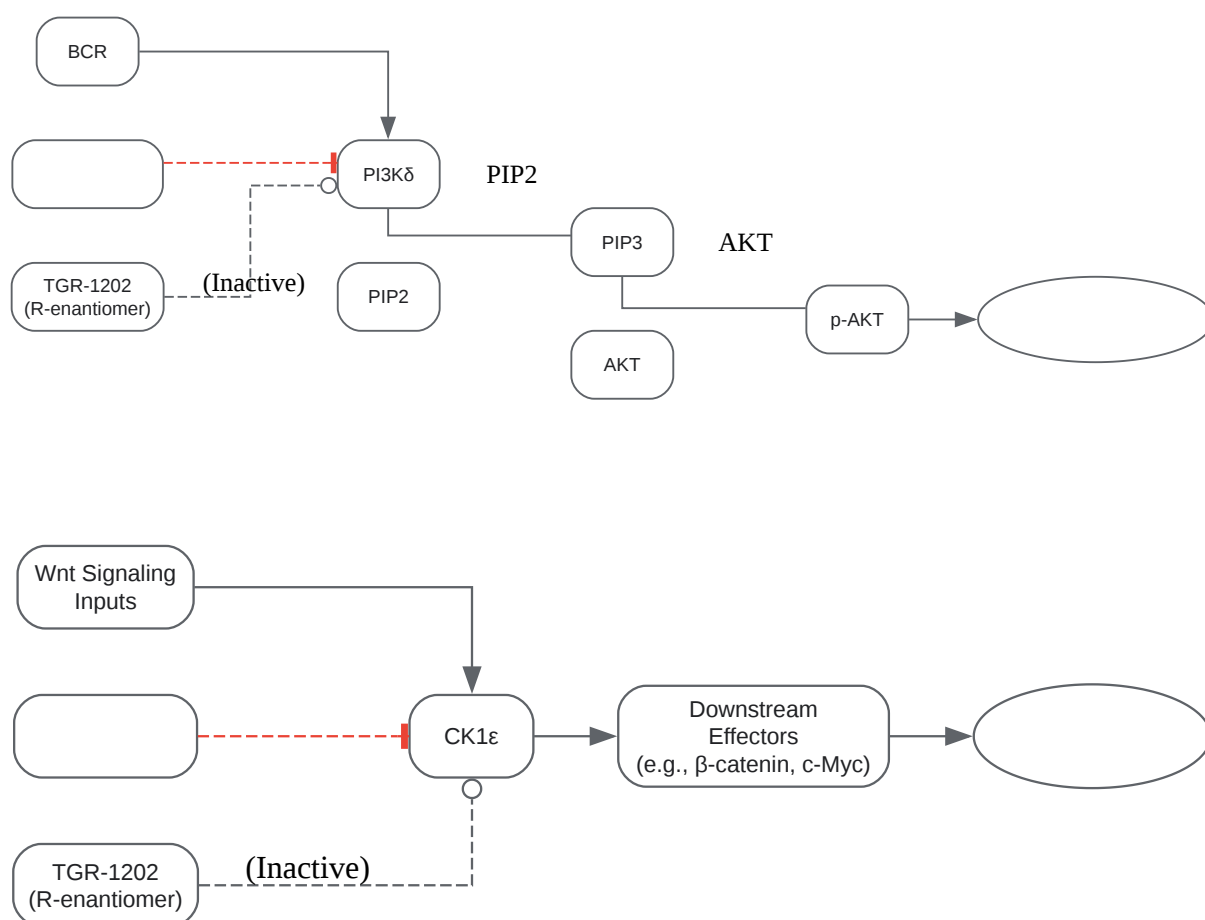 BCR
PI3Kδ
PIP2
TGR-1202
(R-enantiomer)
(Inactive)
PIP2
PIP3
AKT
AKT
p-AKT
Wnt Signaling
Inputs
CK1ε
Downstream
Effectors
(e.g., β-catenin, c-Myc)
TGR-1202
(R-enantiomer)
(Inactive)